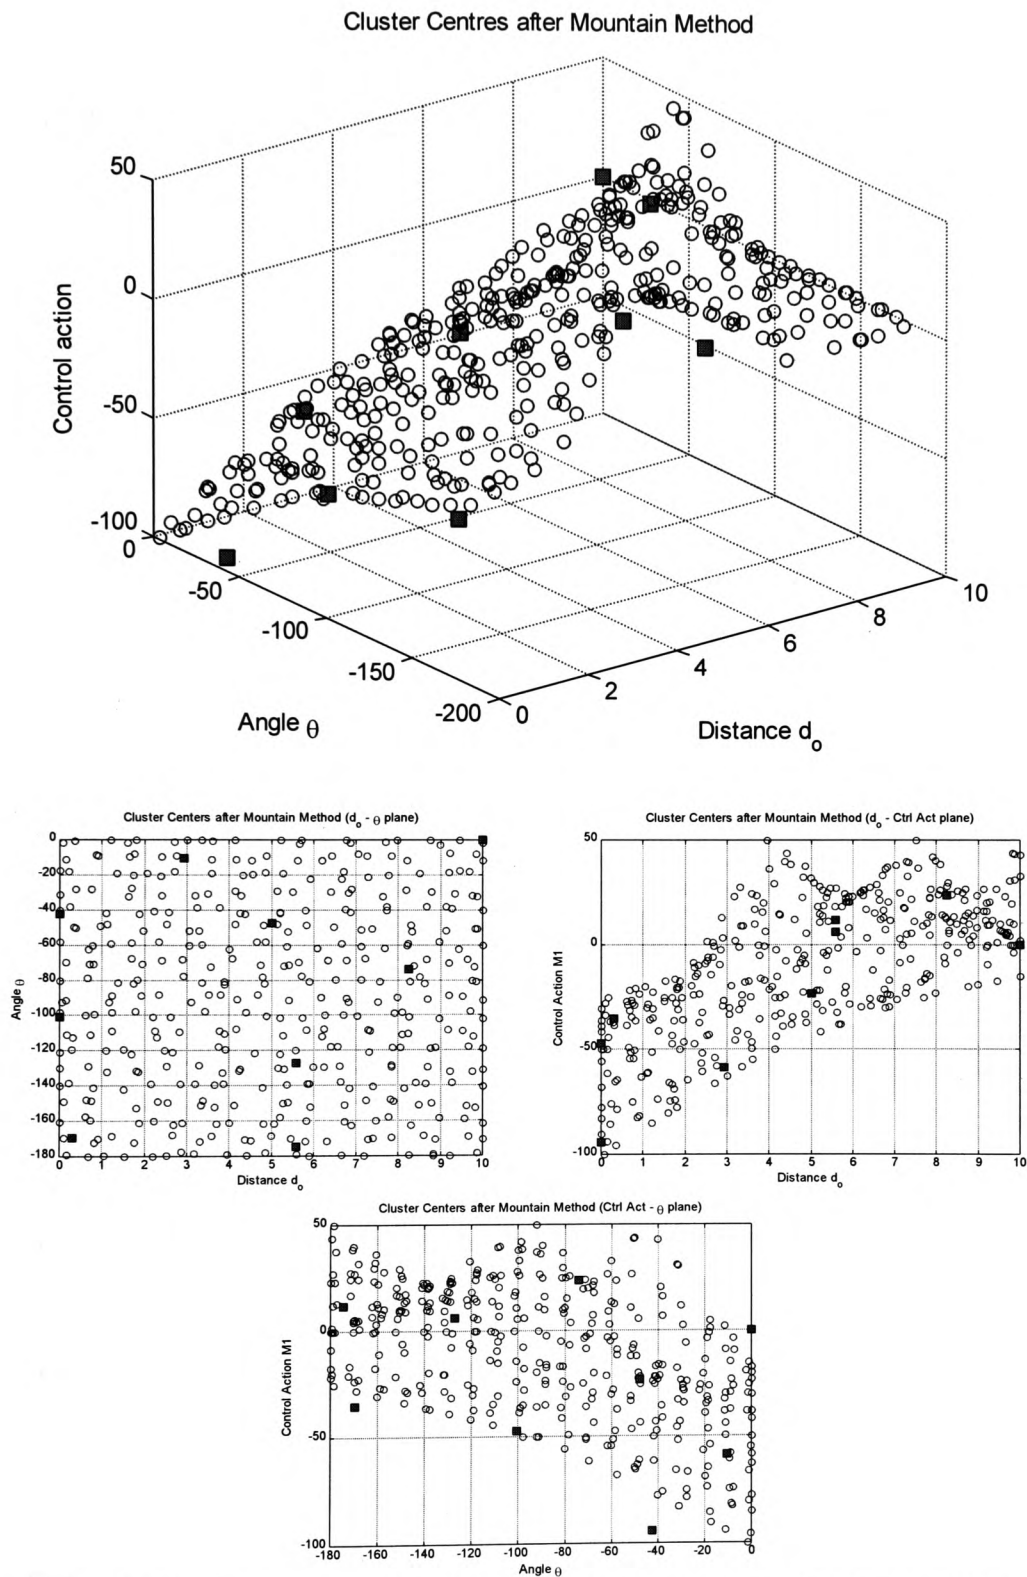 Cluster Centres after Mountain Method
50
0
-50
-100
Control action
0
-50
-100
-150
-200
Angle θ
0
2
4
6
8
10
Distance d_o
Cluster Centers after Mountain Method (d_o - θ plane)
0
-20
-40
-60
-80
-100
-120
-140
-160
-180
Angle θ
0 1 2 3 4 5 6 7 8 9 10
Distance d_o
Cluster Centers after Mountain Method (d_o - Ctrl Act plane)
50
0
-50
-100
Control Action M1
0 1 2 3 4 5 6 7 8 9 10
Distance d_o
Cluster Centers after Mountain Method (Ctrl Act - θ plane)
50
0
-50
-100
Control Action M1
-180 -160 -140 -120 -100 -80 -60 -40 -20 0
Angle θ